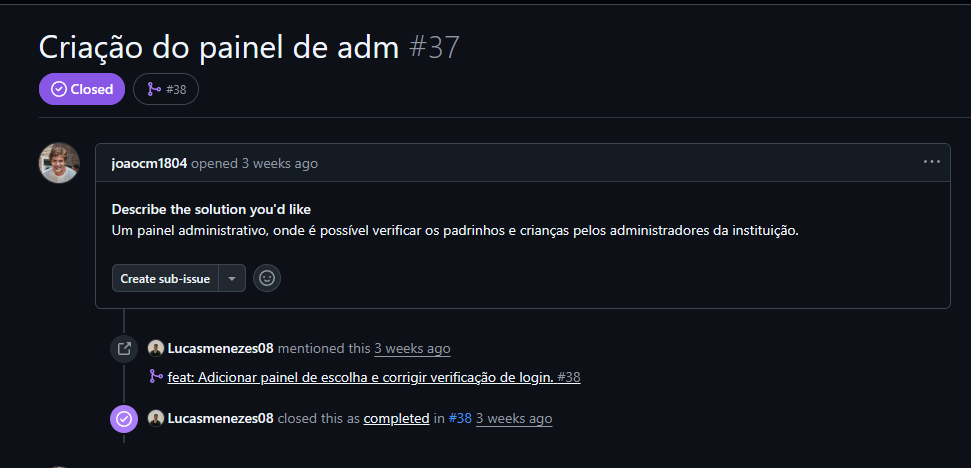 Criação do painel de adm #37
Closed #38
joaocm1804 opened 3 weeks ago
Describe the solution you'd like
Um painel administrativo, onde é possível verificar os padrinhos e crianças pelos administradores da instituição.
Create sub-issue
Lucasmenezes08 mentioned this 3 weeks ago
feat: Adicionar painel de escolha e corrigir verificação de login. #38
Lucasmenezes08 closed this as completed in #38 3 weeks ago